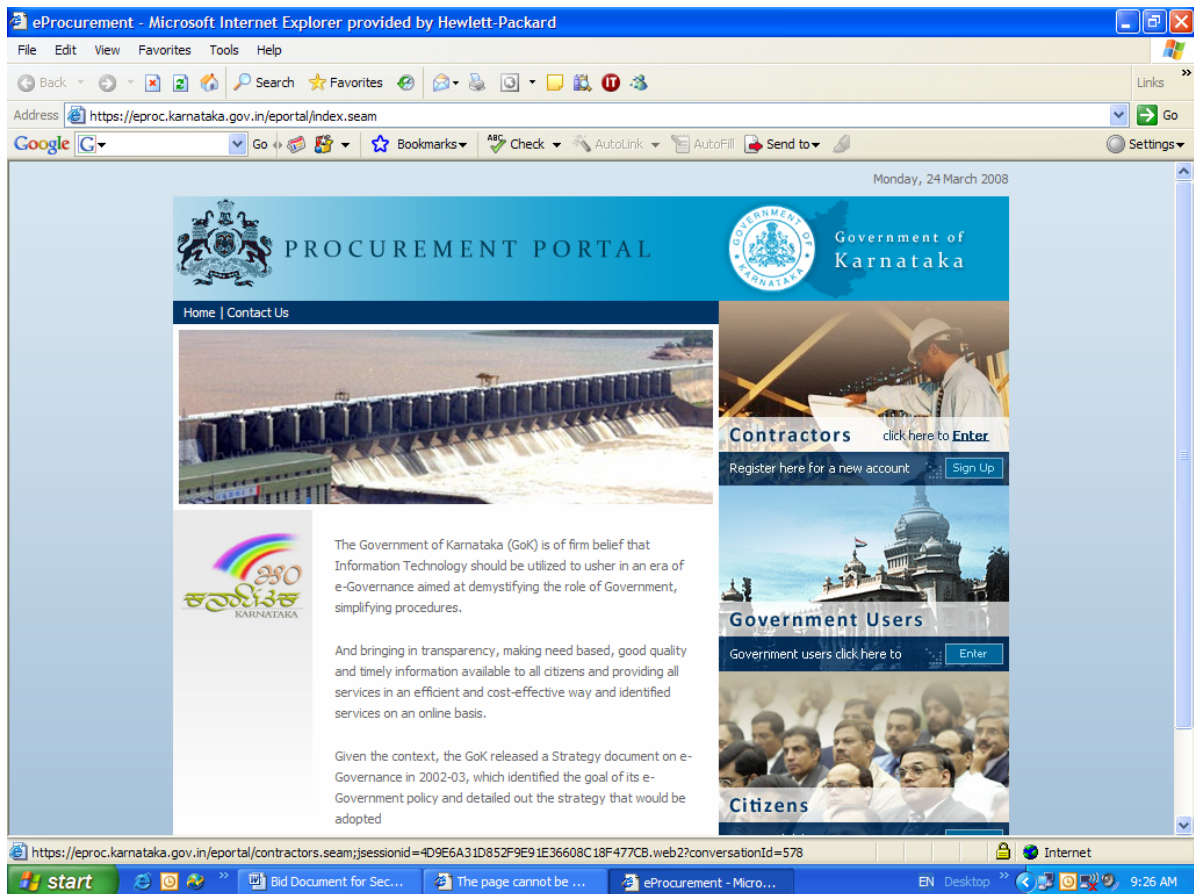 eProcurement - Microsoft Internet Explorer provided by Hewlett-Packard
File Edit View Favorites Tools Help
Back Search Favorites Links
Address https://eproc.karnataka.gov.in/eportal/index.seam Go
Google G Go Bookmarks ABC Check AutoLink AutoFill Send to Settings
Monday, 24 March 2008
PROCUREMENT PORTAL
GOVERNMENT OF KARNATAKA
Government of
Karnataka
Home | Contact Us
Contractors click here to Enter
Register here for a new account Sign Up
ಕರ್ನಾಟಕ
KARNATAKA
The Government of Karnataka (GoK) is of firm belief that
Information Technology should be utilized to usher in an era of
e-Governance aimed at demystifying the role of Government,
simplifying procedures.
And bringing in transparency, making need based, good quality
and timely information available to all citizens and providing all
services in an efficient and cost-effective way and identified
services on an online basis.
Given the context, the GoK released a Strategy document on e-
Governance in 2002-03, which identified the goal of its e-
Government policy and detailed out the strategy that would be
adopted
Government Users
Government users click here to Enter
Citizens
https://eproc.karnataka.gov.in/eportal/contractors.seam;jsessionid=4D9E6A31D852F9E91E36608C18F477CB.web2?conversationId=578 Internet
start Bid Document for Sec... The page cannot be ... eProcurement - Micro... EN Desktop 9:26 AM